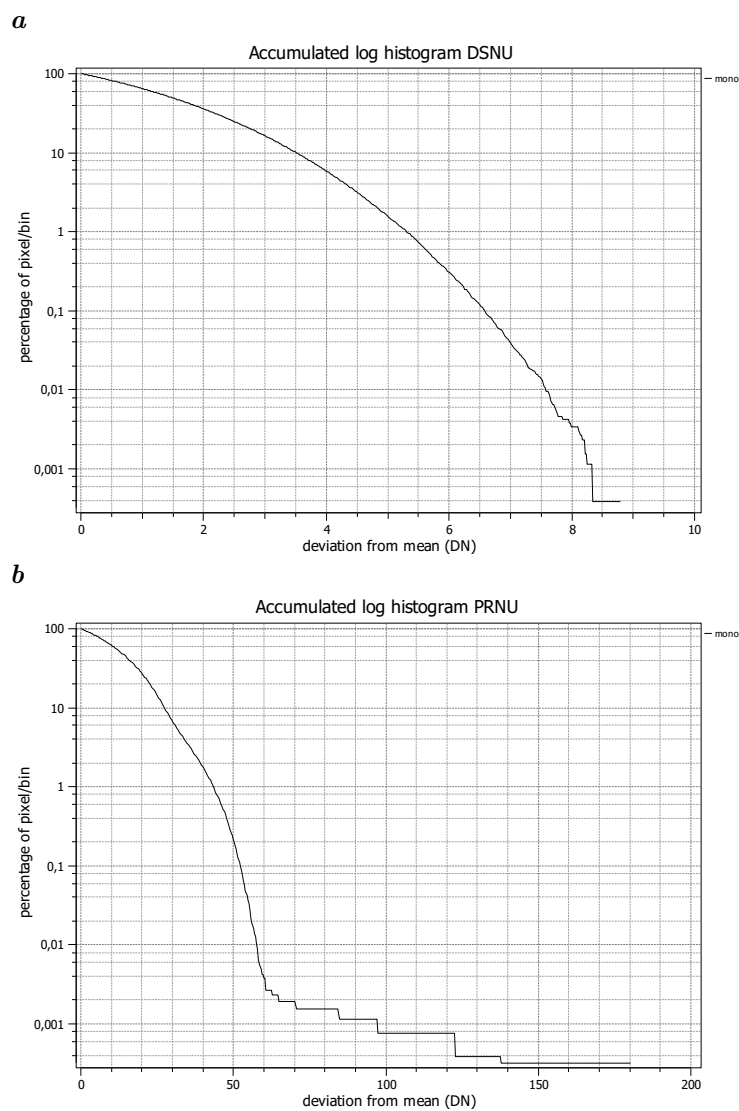 a
Accumulated log histogram DSNU
100
10
1
0,1
0,01
0,001
percentage of pixel/bin
mono
0 2 4 6 8 10
deviation from mean (DN)
b
Accumulated log histogram PRNU
100
10
1
0,1
0,01
0,001
percentage of pixel/bin
mono
0 50 100 150 200
deviation from mean (DN)